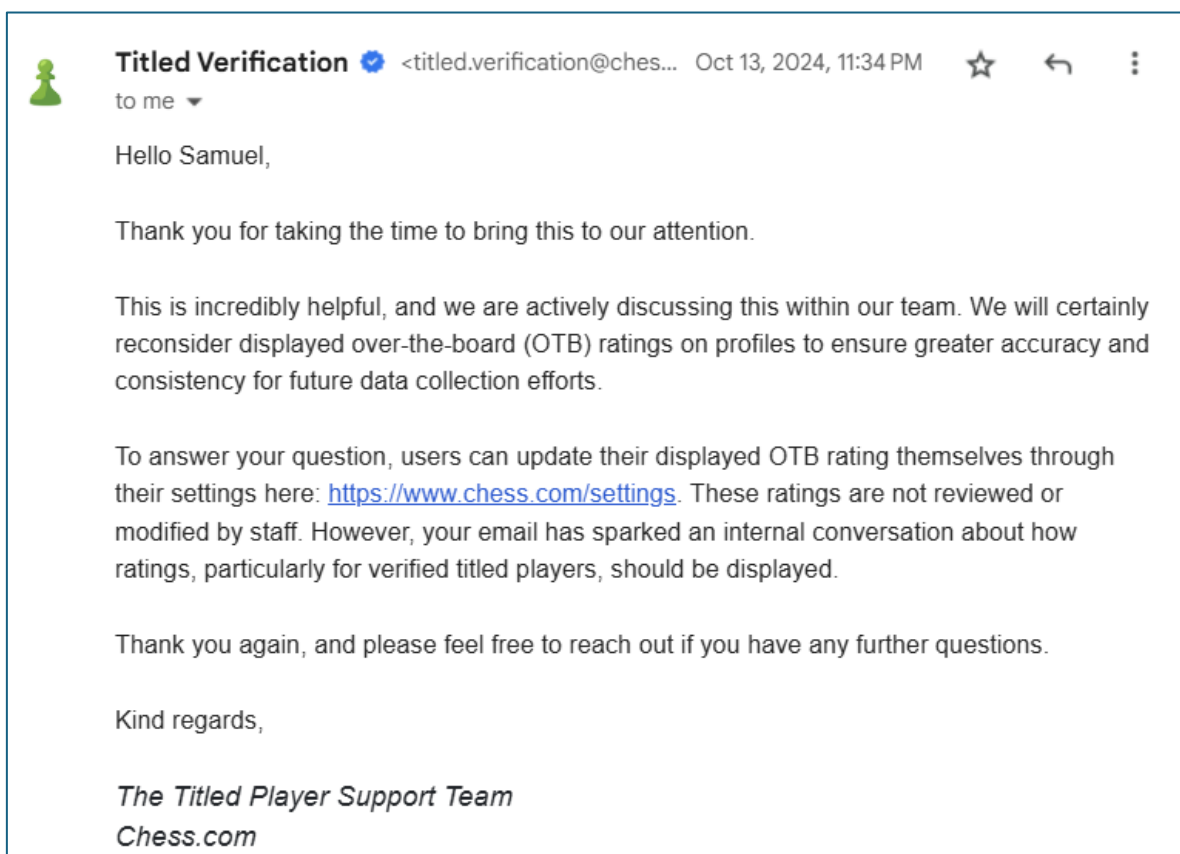 Titled Verification <titled.verification@ches... Oct 13, 2024, 11:34 PM
to me
Hello Samuel,
Thank you for taking the time to bring this to our attention.
This is incredibly helpful, and we are actively discussing this within our team. We will certainly
reconsider displayed over-the-board (OTB) ratings on profiles to ensure greater accuracy and
consistency for future data collection efforts.
To answer your question, users can update their displayed OTB rating themselves through
their settings here: https://www.chess.com/settings. These ratings are not reviewed or
modified by staff. However, your email has sparked an internal conversation about how
ratings, particularly for verified titled players, should be displayed.
Thank you again, and please feel free to reach out if you have any further questions.
Kind regards,
The Titled Player Support Team
Chess.com